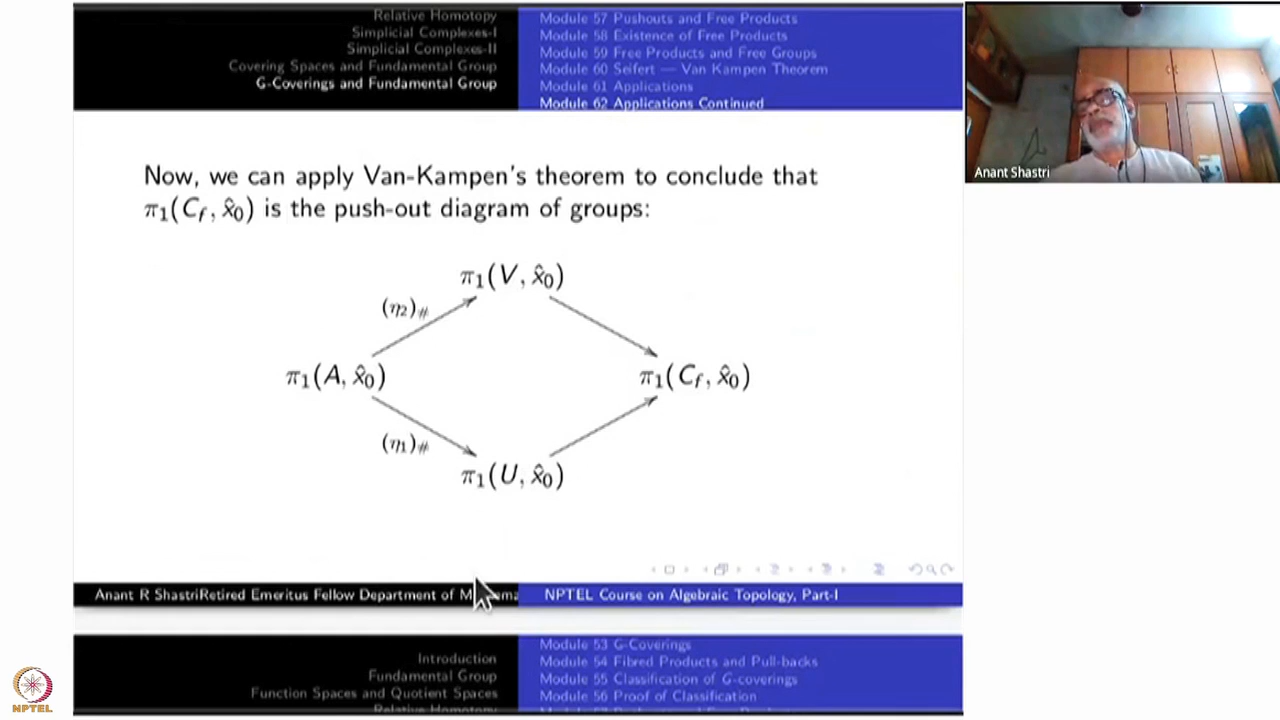 Relative Homotopy
Simplicial Complexes-I
Simplicial Complexes-II
Covering Spaces and Fundamental Group
G-Coverings and Fundamental Group
Module 57 Pushouts and Free Products
Module 58 Existence of Free Products
Module 59 Free Products and Free Groups
Module 60 Seifert — Van Kampen Theorem
Module 61 Applications
Module 62 Applications Continued
Anant Shastri
Now, we can apply Van-Kampen's theorem to conclude that
π₁(C_f, x̂₀) is the push-out diagram of groups:
π₁(V, x̂₀)
(η₂)#
π₁(A, x̂₀)
π₁(C_f, x̂₀)
(η₁)#
π₁(U, x̂₀)
Anant R ShastriRetired Emeritus Fellow Department of
NPTEL Course on Algebraic Topology, Part-I
Introduction
Fundamental Group
Function Spaces and Quotient Spaces
Relative Homotopy
Module 53 G-Coverings
Module 54 Fibred Products and Pull-backs
Module 55 Classification of G-coverings
Module 56 Proof of Classification
NPTEL